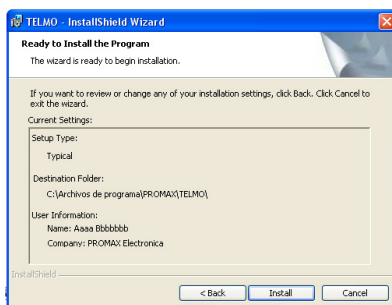 TELMO - InstallShield Wizard
Ready to Install the Program
The wizard is ready to begin installation.
If you want to review or change any of your installation settings, click Back. Click Cancel to
exit the wizard.
Current Settings:
Setup Type:
Typical
Destination Folder:
C:\Archivos de programa\PROMAX\TELMO\
User Information:
Name: Aaaa Bbbbbbb
Company: PROMAX Electronica
InstallShield
< Back Install Cancel